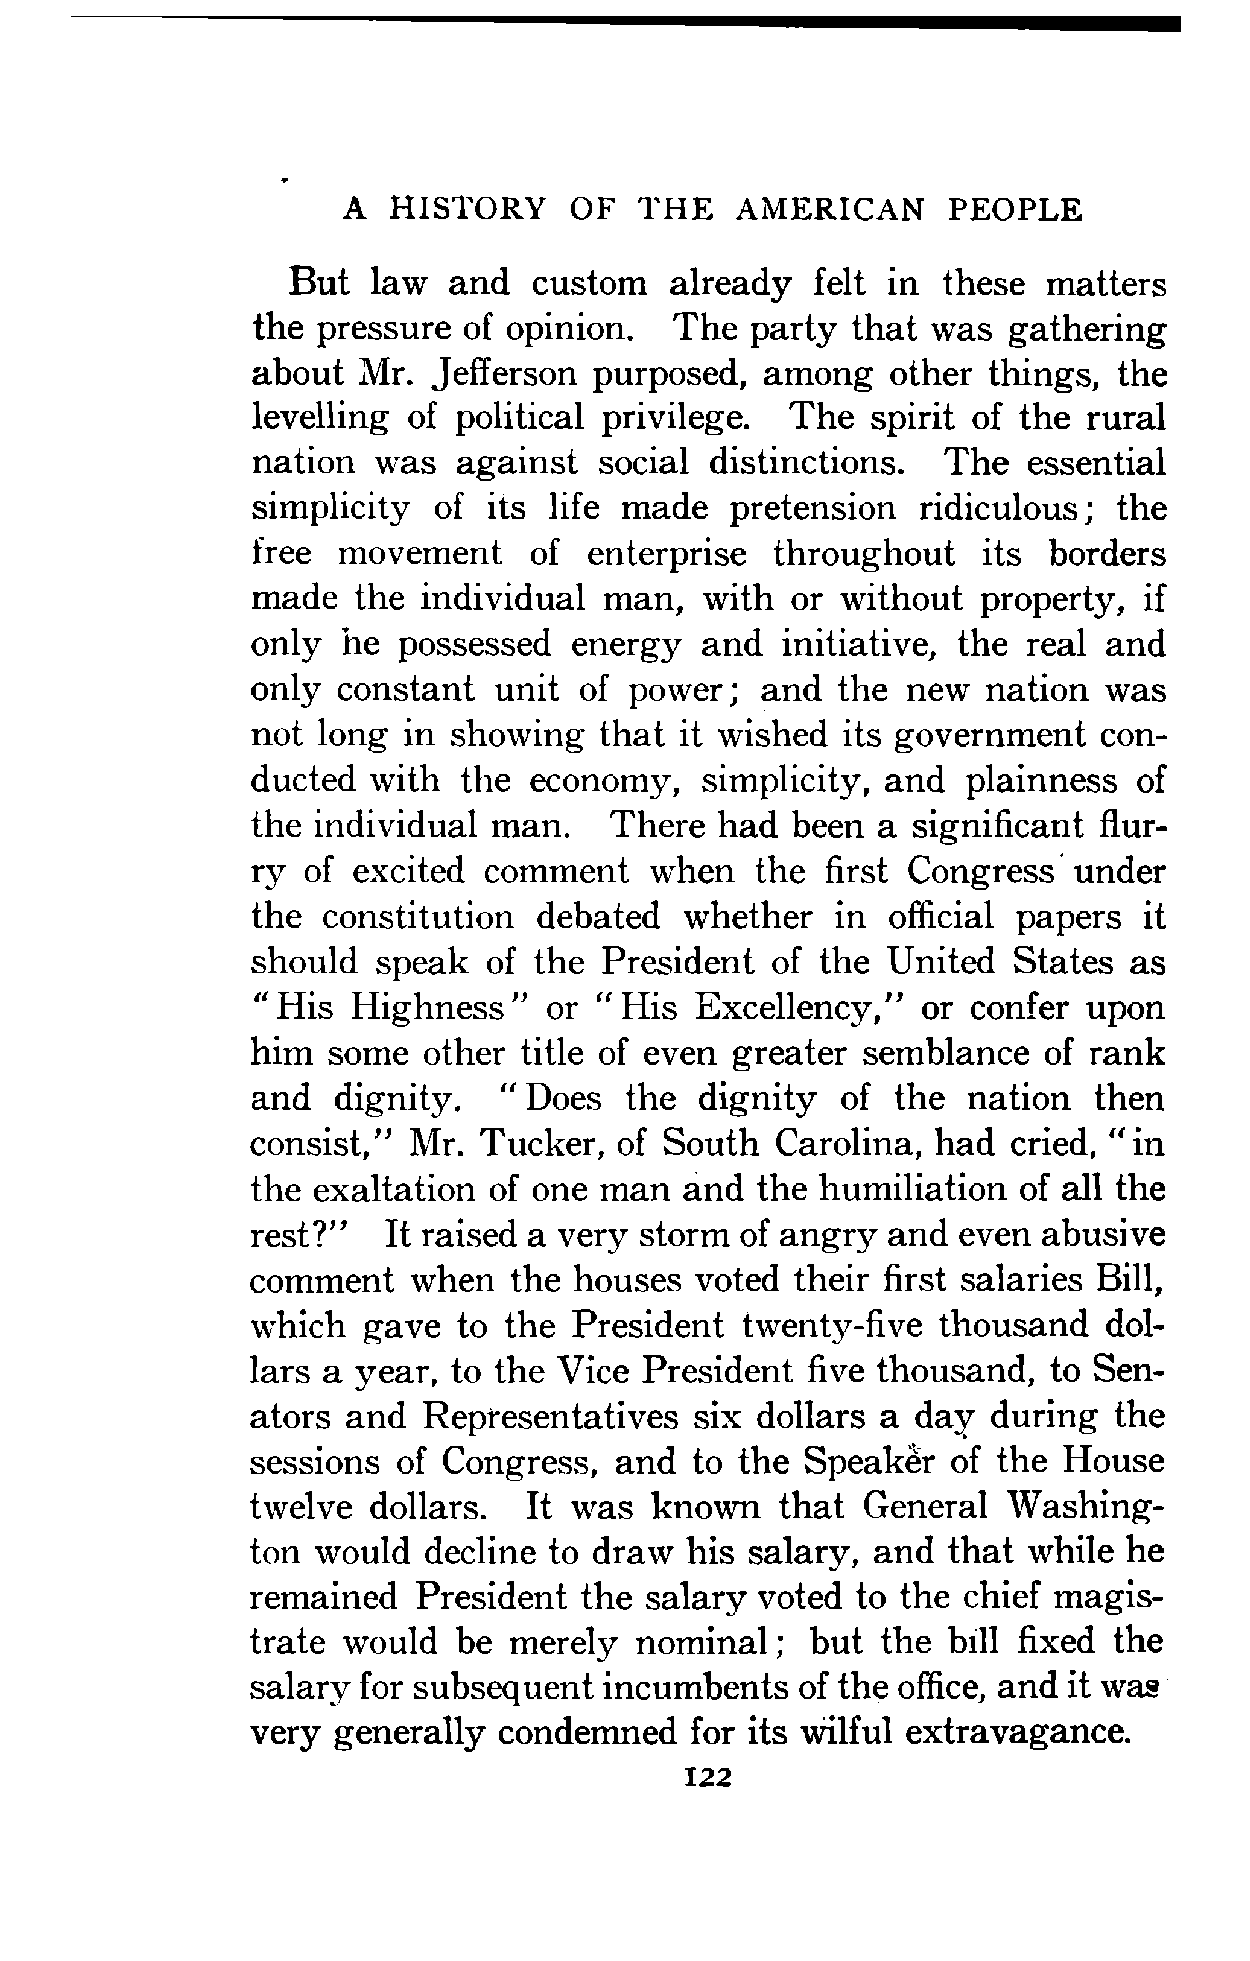 A HISTORY OF THE AMERICAN PEOPLE
But law and custom already felt in these matters
the pressure of opinion. The party that was gathering
about Mr. Jefferson purposed, among other things, the
levelling of political privilege. The spirit of the rural
nation was against social distinctions. The essential
simplicity of its life made pretension ridiculous; the
free movement of enterprise throughout its borders
made the individual man, with or without property, if
only he possessed energy and initiative, the real and
only constant unit of power; and the new nation was
not long in showing that it wished its government con-
ducted with the economy, simplicity, and plainness of
the individual man. There had been a significant flur-
ry of excited comment when the first Congress under
the constitution debated whether in official papers it
should speak of the President of the United States as
"His Highness" or "His Excellency," or confer upon
him some other title of even greater semblance of rank
and dignity. "Does the dignity of the nation then
consist," Mr. Tucker, of South Carolina, had cried, "in
the exaltation of one man and the humiliation of all the
rest?" It raised a very storm of angry and even abusive
comment when the houses voted their first salaries Bill,
which gave to the President twenty-five thousand dol-
lars a year, to the Vice President five thousand, to Sen-
ators and Representatives six dollars a day during the
sessions of Congress, and to the Speaker of the House
twelve dollars. It was known that General Washing-
ton would decline to draw his salary, and that while he
remained President the salary voted to the chief magis-
trate would be merely nominal; but the bill fixed the
salary for subsequent incumbents of the office, and it was
very generally condemned for its wilful extravagance.
122